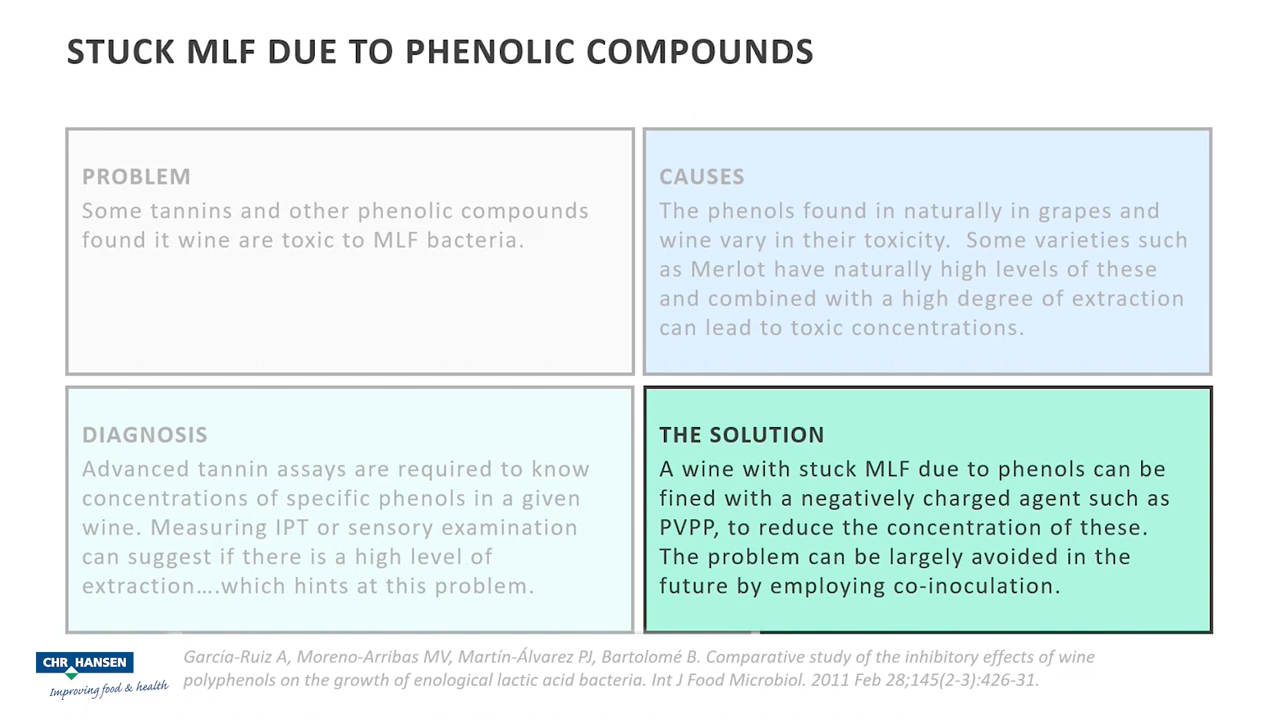 STUCK MLF DUE TO PHENOLIC COMPOUNDS
PROBLEM
Some tannins and other phenolic compounds
found it wine are toxic to MLF bacteria.
CAUSES
The phenols found in naturally in grapes and
wine vary in their toxicity. Some varieties such
as Merlot have naturally high levels of these
and combined with a high degree of extraction
can lead to toxic concentrations.
DIAGNOSIS
Advanced tannin assays are required to know
concentrations of specific phenols in a given
wine. Measuring IPT or sensory examination
can suggest if there is a high level of
extraction....which hints at this problem.
THE SOLUTION
A wine with stuck MLF due to phenols can be
fined with a negatively charged agent such as
PVPP, to reduce the concentration of these.
The problem can be largely avoided in the
future by employing co-inoculation.
CHR HANSEN
Improving food & health
García-Ruiz A, Moreno-Arribas MV, Martín-Álvarez PJ, Bartolomé B. Comparative study of the inhibitory effects of wine
polyphenols on the growth of enological lactic acid bacteria. Int J Food Microbiol. 2011 Feb 28;145(2-3):426-31.